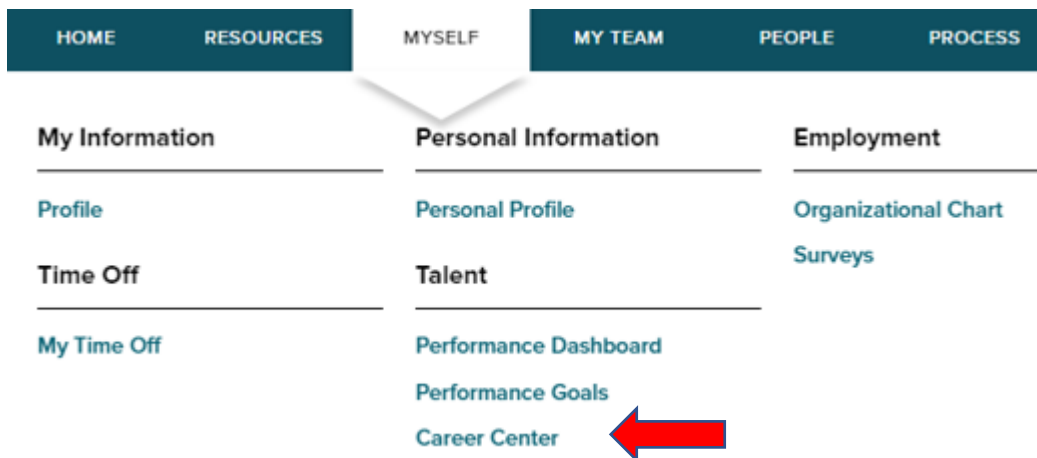 HOME RESOURCES MYSELF MY TEAM PEOPLE PROCESS
My Information
Profile
Time Off
My Time Off
Personal Information
Personal Profile
Talent
Performance Dashboard
Performance Goals
Career Center
Employment
Organizational Chart
Surveys